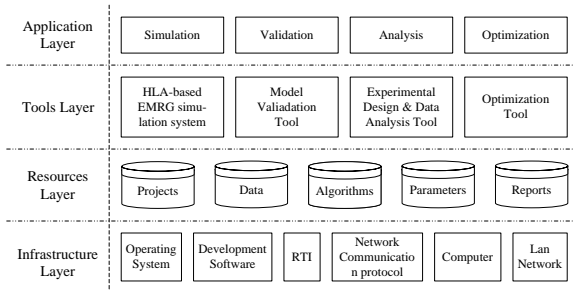 Application
Layer
Simulation
Validation
Analysis
Optimization
Tools Layer
HLA-based
EMRG simu-
lation system
Model
Valiadation
Tool
Experimental
Design & Data
Analysis Tool
Optimization
Tool
Resources
Layer
Projects
Data
Algorithms
Parameters
Reports
Infrastructure
Layer
Operating
System
Development
Software
RTI
Network
Communicatio
n protocol
Computer
Lan
Network